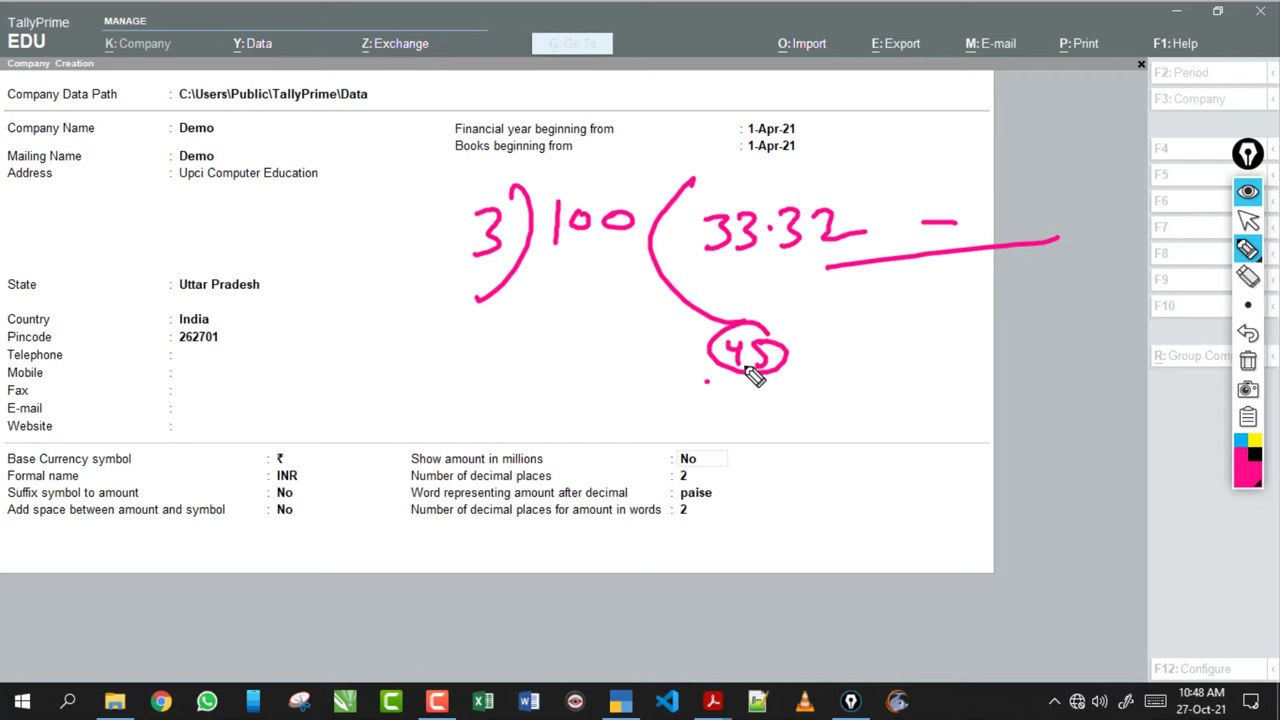 TallyPrime
EDU
MANAGE
K: Company
Y: Data
Z: Exchange
G: Go To
O: Import
E: Export
M: E-mail
P: Print
F1: Help
Company Creation
Company Data Path : C:\Users\Public\TallyPrime\Data
Company Name : Demo
Financial year beginning from : 1-Apr-21
Books beginning from : 1-Apr-21
Mailing Name : Demo
Address : Upci Computer Education
3)100(33.32 —
45
State : Uttar Pradesh
Country : India
Pincode : 262701
Telephone :
Mobile :
Fax :
E-mail :
Website :
Base Currency symbol : ₹
Show amount in millions : No
Formal name : INR
Number of decimal places : 2
Suffix symbol to amount : No
Word representing amount after decimal : paise
Add space between amount and symbol : No
Number of decimal places for amount in words : 2
F2: Period
F3: Company
F4
F5
F6
F7
F8
F9
F10
R: Group Com
F12: Configure
10:48 AM
27-Oct-21